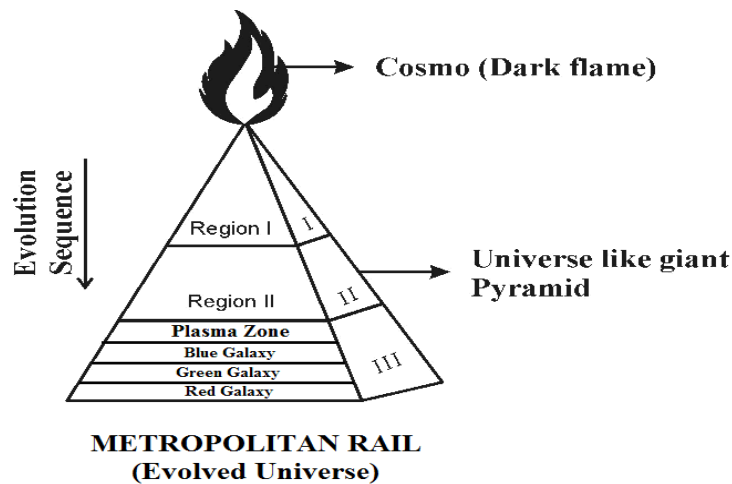 Cosmo (Dark flame)
Evolution
Sequence
Region I
I
Universe like giant
Pyramid
Region II
II
Plasma Zone
Blue Galaxy
III
Green Galaxy
Red Galaxy
METROPOLITAN RAIL
(Evolved Universe)